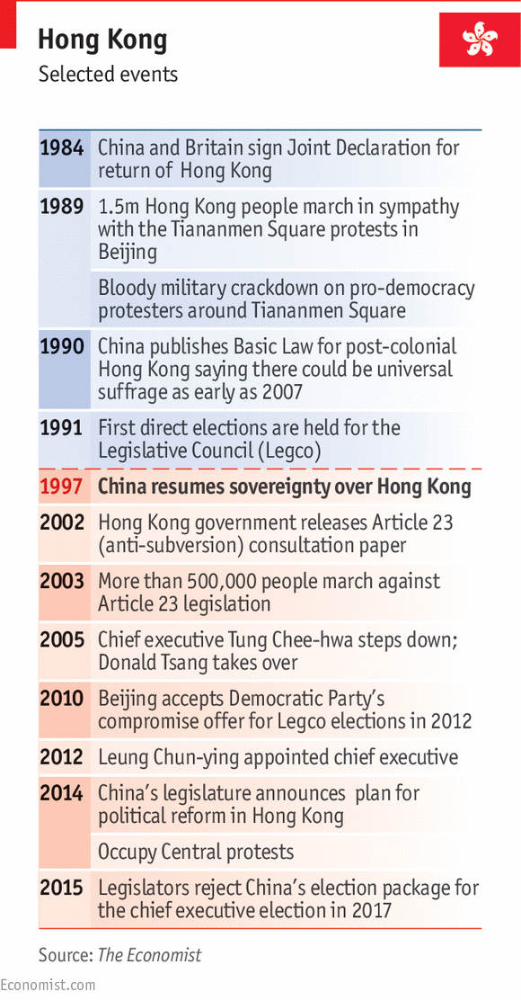 Hong Kong
Selected events
1984 China and Britain sign Joint Declaration for
return of Hong Kong
1989 1.5m Hong Kong people march in sympathy
with the Tiananmen Square protests in
Beijing
Bloody military crackdown on pro-democracy
protesters around Tiananmen Square
1990 China publishes Basic Law for post-colonial
Hong Kong saying there could be universal
suffrage as early as 2007
1991 First direct elections are held for the
Legislative Council (Legco)
1997 China resumes sovereignty over Hong Kong
2002 Hong Kong government releases Article 23
(anti-subversion) consultation paper
2003 More than 500,000 people march against
Article 23 legislation
2005 Chief executive Tung Chee-hwa steps down;
Donald Tsang takes over
2010 Beijing accepts Democratic Party’s
compromise offer for Legco elections in 2012
2012 Leung Chun-ying appointed chief executive
2014 China’s legislature announces plan for
political reform in Hong Kong
Occupy Central protests
2015 Legislators reject China’s election package for
the chief executive election in 2017
Source: The Economist
Economist.com